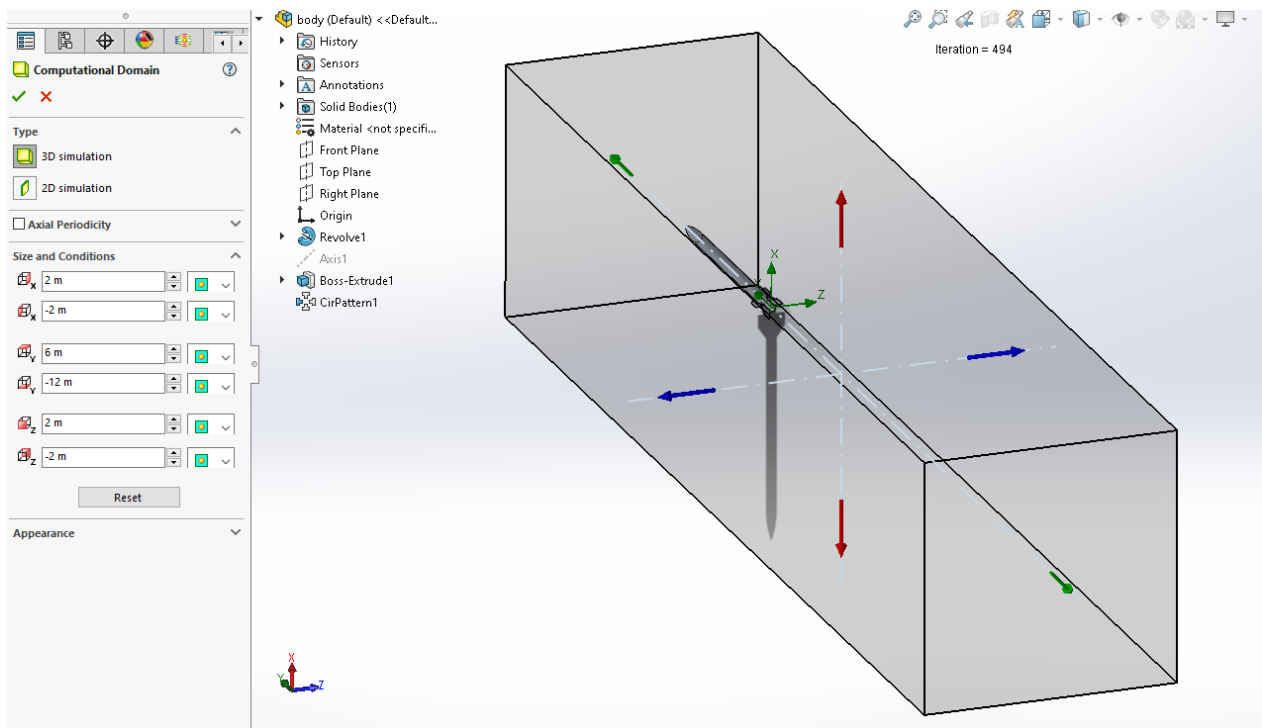 Computational Domain
Type
3D simulation
2D simulation
Axial Periodicity
Size and Conditions
X 2 m
X -2 m
Y 6 m
Y -12 m
Z 2 m
Z -2 m
Reset
Appearance
body (Default) <<Default...
History
Sensors
A Annotations
Solid Bodies(1)
Material <not specifi...
Front Plane
Top Plane
Right Plane
Origin
Revolve1
Axis1
Boss-Extrude1
CirPattern1
Iteration = 494
X
Z
X
Y
Z